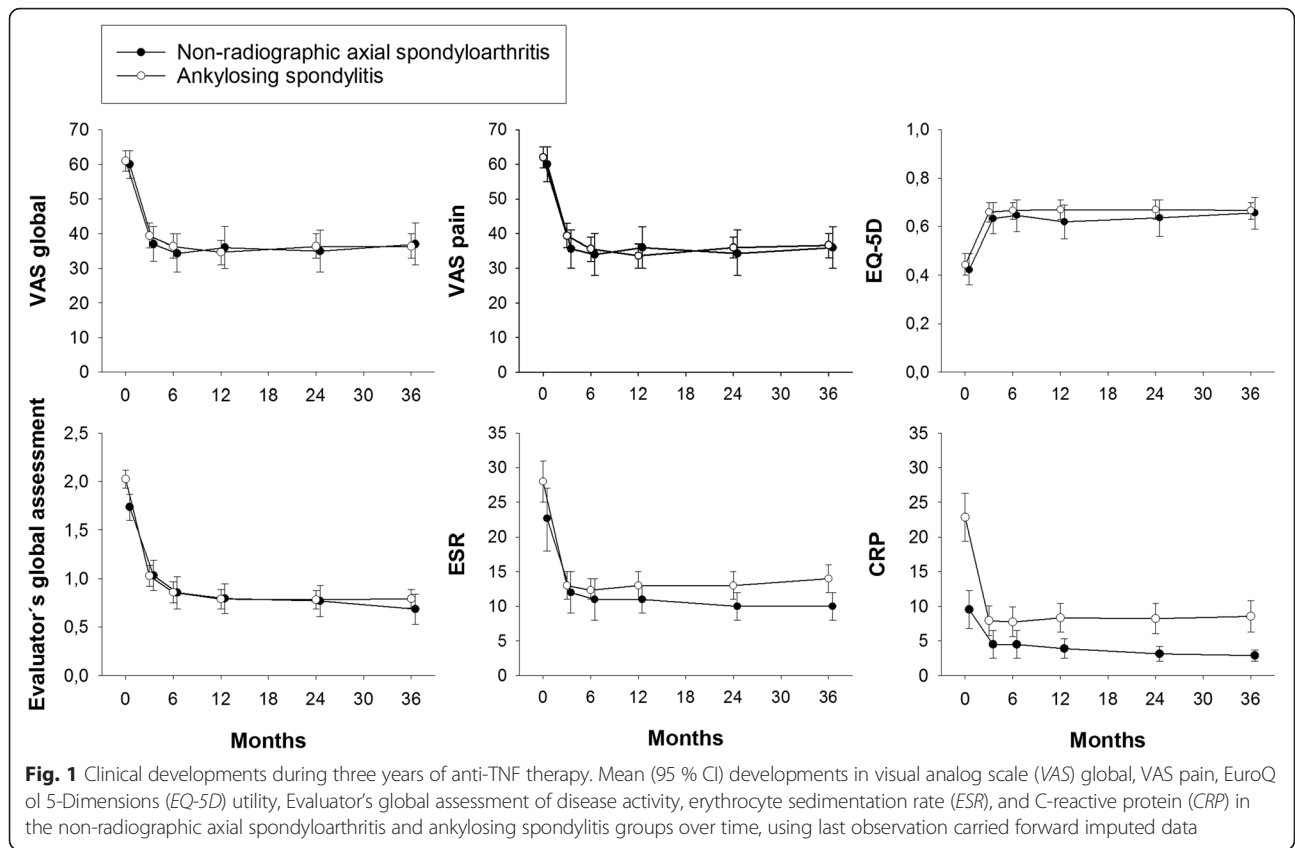 Non-radiographic axial spondyloarthritis
Ankylosing spondylitis
VAS global
70
60
50
40
30
20
10
0
0 6 12 18 24 30 36
VAS pain
70
60
50
40
30
20
10
0
0 6 12 18 24 30 36
EQ-5D
1,0
0,8
0,6
0,4
0,2
0,0
0 6 12 18 24 30 36
Evaluator´s global assessment
2,5
2,0
1,5
1,0
0,5
0,0
0 6 12 18 24 30 36
Months
ESR
35
30
25
20
15
10
5
0
0 6 12 18 24 30 36
Months
CRP
35
30
25
20
15
10
5
0
0 6 12 18 24 30 36
Months
Fig. 1 Clinical developments during three years of anti-TNF therapy. Mean (95 % CI) developments in visual analog scale (VAS) global, VAS pain, EuroQ
ol 5-Dimensions (EQ-5D) utility, Evaluator’s global assessment of disease activity, erythrocyte sedimentation rate (ESR), and C-reactive protein (CRP) in
the non-radiographic axial spondyloarthritis and ankylosing spondylitis groups over time, using last observation carried forward imputed data